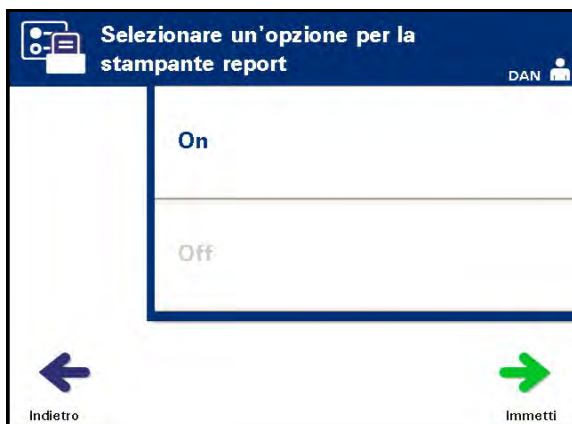 Selezionare un'opzione per la
stampante report
DAN
On
Off
Indietro
Immetti